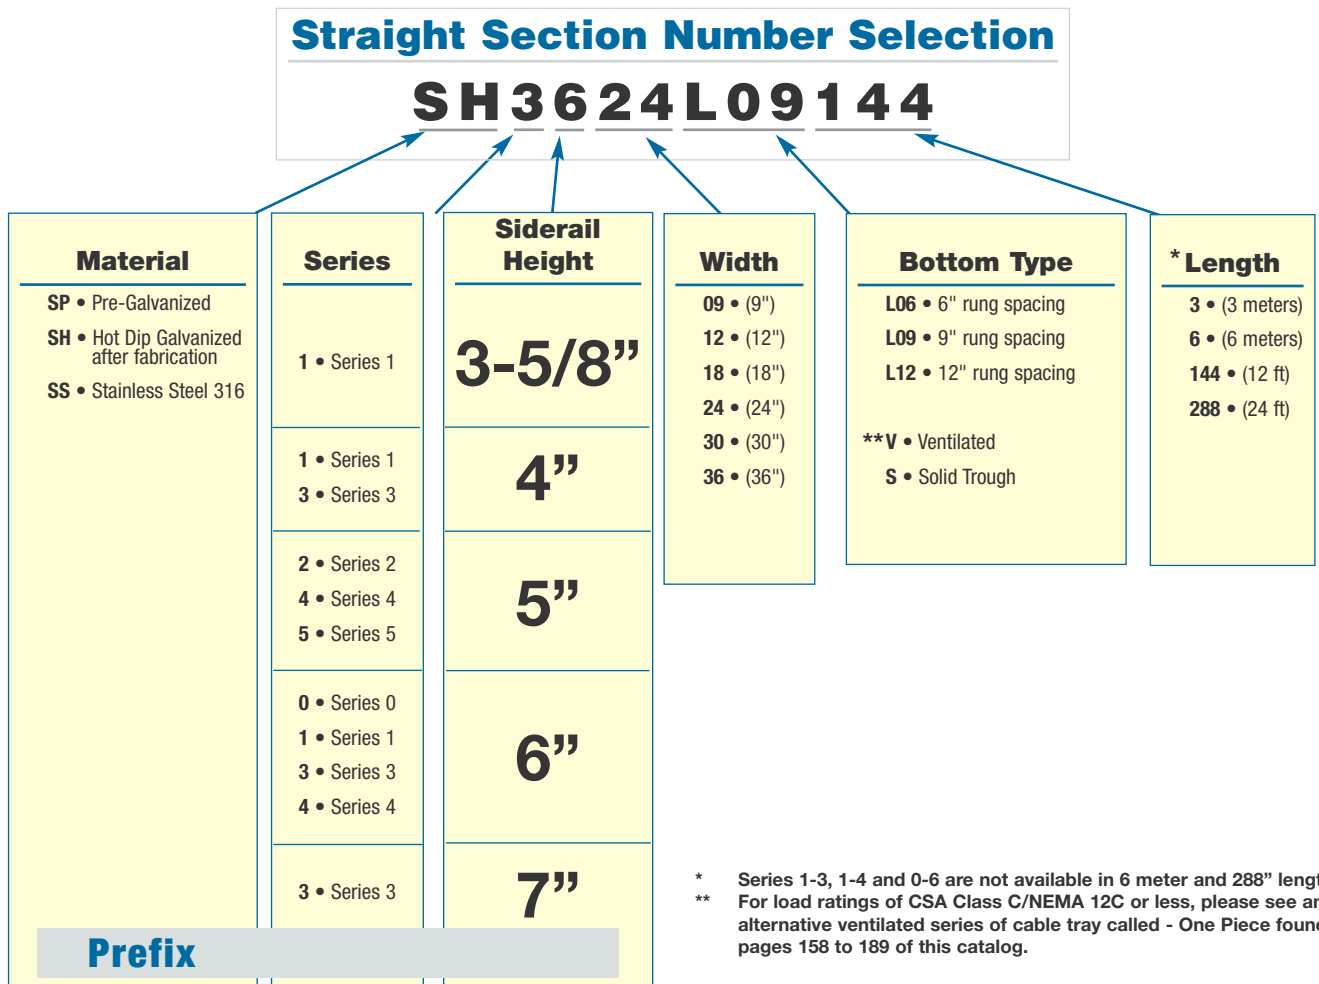 Straight Section Number Selection
SH3624L09144
Material
SP • Pre-Galvanized
SH • Hot Dip Galvanized
after fabrication
SS • Stainless Steel 316
Series
1 • Series 1
1 • Series 1
3 • Series 3
2 • Series 2
4 • Series 4
5 • Series 5
0 • Series 0
1 • Series 1
3 • Series 3
4 • Series 4
3 • Series 3
Siderail
Height
3-5/8”
4”
5”
6”
7”
Width
09 • (9")
12 • (12")
18 • (18")
24 • (24")
30 • (30")
36 • (36")
Bottom Type
L06 • 6" rung spacing
L09 • 9" rung spacing
L12 • 12" rung spacing
**V • Ventilated
S • Solid Trough
*Length
3 • (3 meters)
6 • (6 meters)
144 • (12 ft)
288 • (24 ft)
* Series 1-3, 1-4 and 0-6 are not available in 6 meter and 288” lengt
** For load ratings of CSA Class C/NEMA 12C or less, please see an
alternative ventilated series of cable tray called - One Piece found
pages 158 to 189 of this catalog.
Prefix